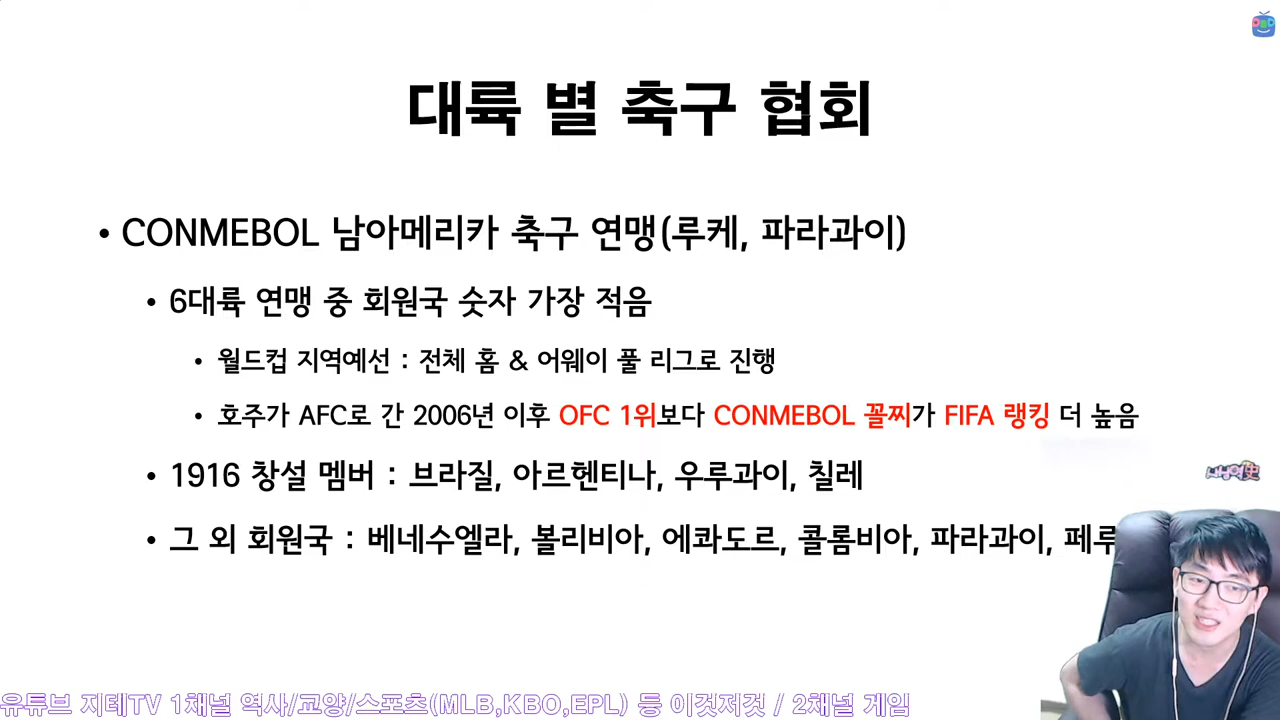 대륙 별 축구 협회
• CONMEBOL 남아메리카 축구 연맹(루케, 파라과이)
• 6대륙 연맹 중 회원국 숫자 가장 적음
• 월드컵 지역예선 : 전체 홈 & 어웨이 풀 리그로 진행
• 호주가 AFC로 간 2006년 이후 OFC 1위보다 CONMEBOL 꼴찌가 FIFA 랭킹 더 높음
• 1916 창설 멤버 : 브라질, 아르헨티나, 우루과이, 칠레
• 그 외 회원국 : 베네수엘라, 볼리비아, 에콰도르, 콜롬비아, 파라과이, 페루
유튜브 지테TV 1채널 역사/교양/스포츠(MLB,KBO,EPL) 등 이것저것 / 2채널 게임